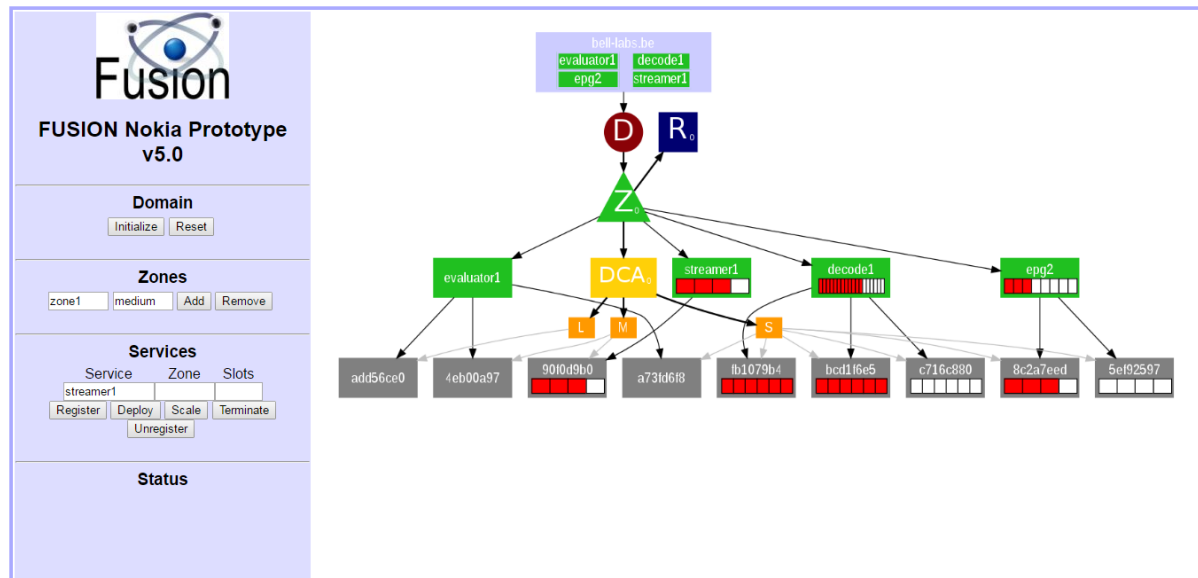 Fusion
FUSION Nokia Prototype
v5.0
Domain
Initialize Reset
Zones
zone1 medium Add Remove
Services
Service Zone Slots
streamer1
Register Deploy Scale Terminate
Unregister
Status
bell-labs.be
evaluator1 decode1
epg2 streamer1
D R0
Z0
evaluator1 DCA0 streamer1 decode1 epg2
L M S
add56ce0 4eb00a97 90f0d9b0 a73fd6f8 fb1079b4 bcd1f6e5 c716c880 8c2a7eed 5ef92597